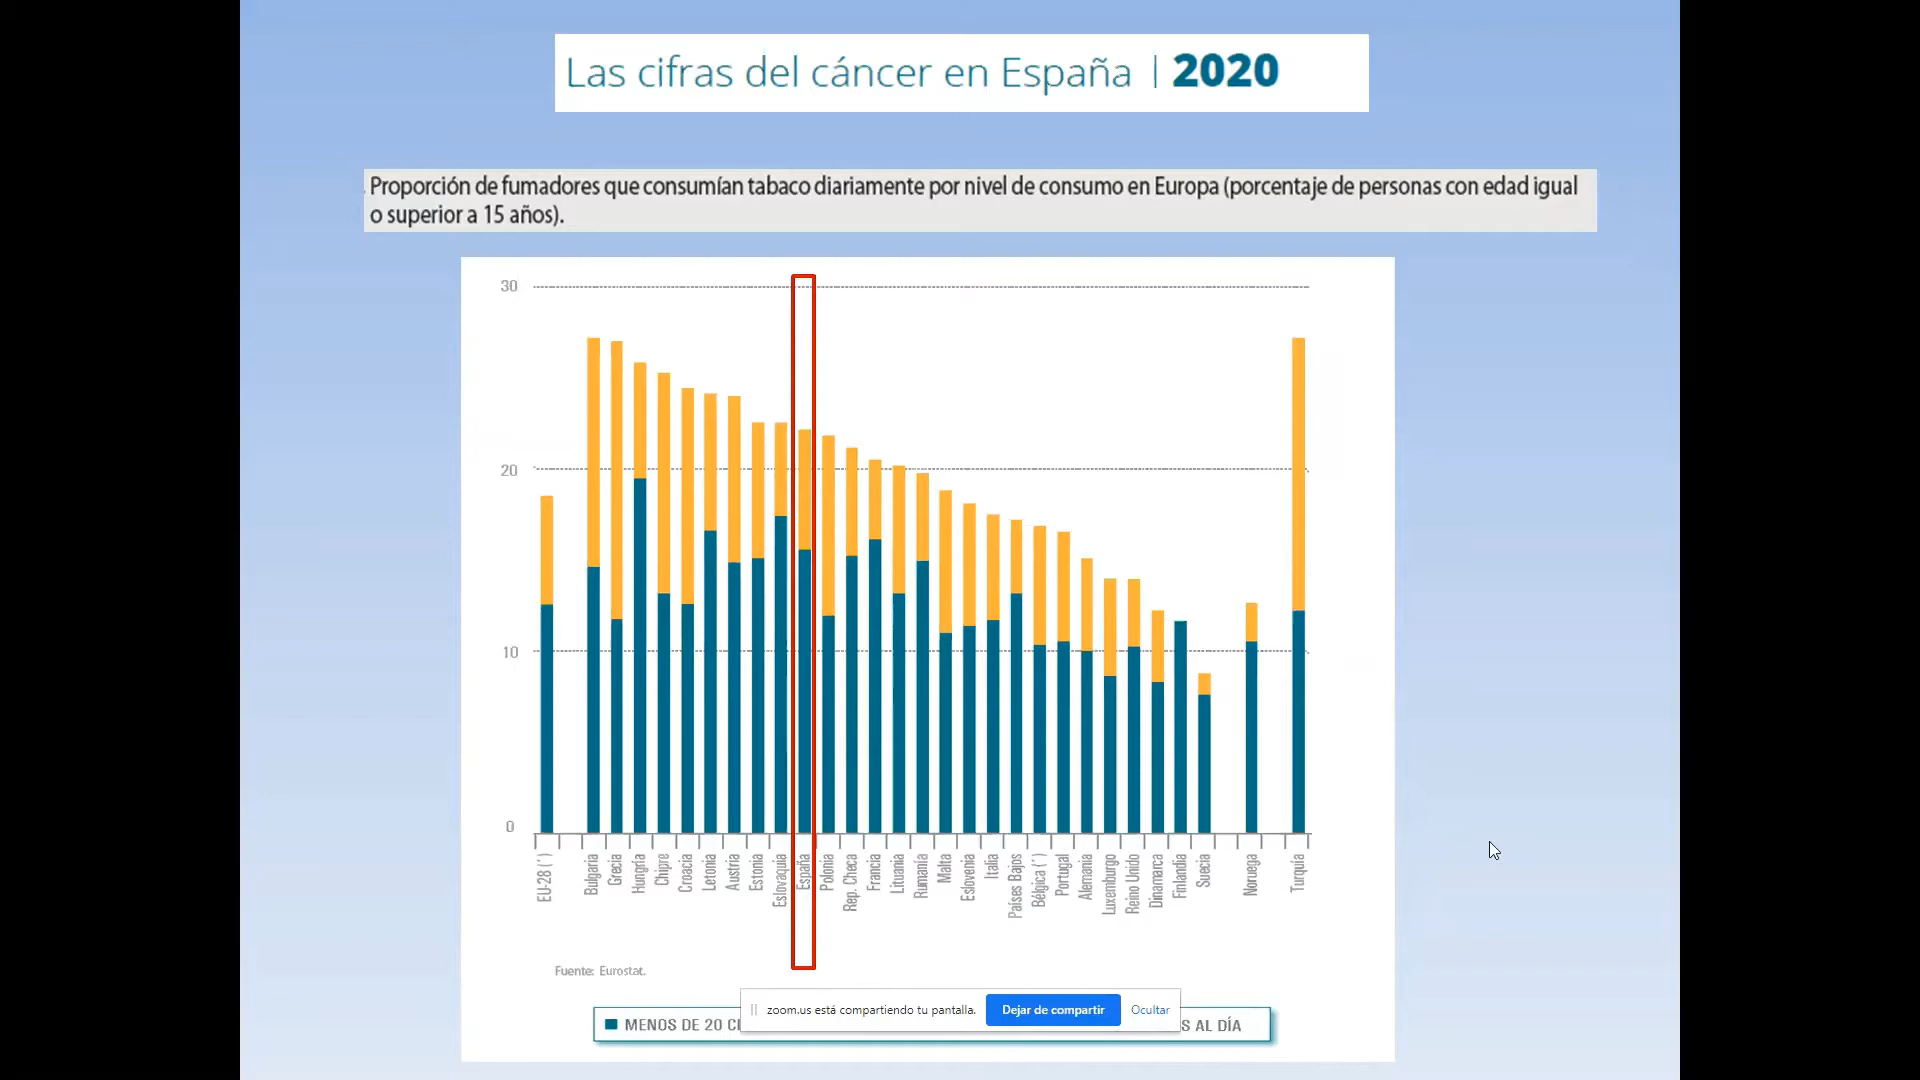 Las cifras del cáncer en España | 2020
Proporción de fumadores que consumían tabaco diariamente por nivel de consumo en Europa (porcentaje de personas con edad igual
o superior a 15 años).
30
20
10
0
EU-28 (*)
Bulgaria
Grecia
Hungría
Chipre
Croacia
Letonia
Austria
Estonia
Eslovaquia
España
Polonia
Rep. Checa
Francia
Lituania
Rumanía
Malta
Eslovenia
Italia
Países Bajos
Bélgica (*)
Portugal
Alemania
Luxemburgo
Reino Unido
Dinamarca
Finlandia
Suecia
Noruega
Turquía
Fuente: Eurostat.
zoom.us está compartiendo tu pantalla. Dejar de compartir Ocultar
MENOS DE 20 AL DÍA